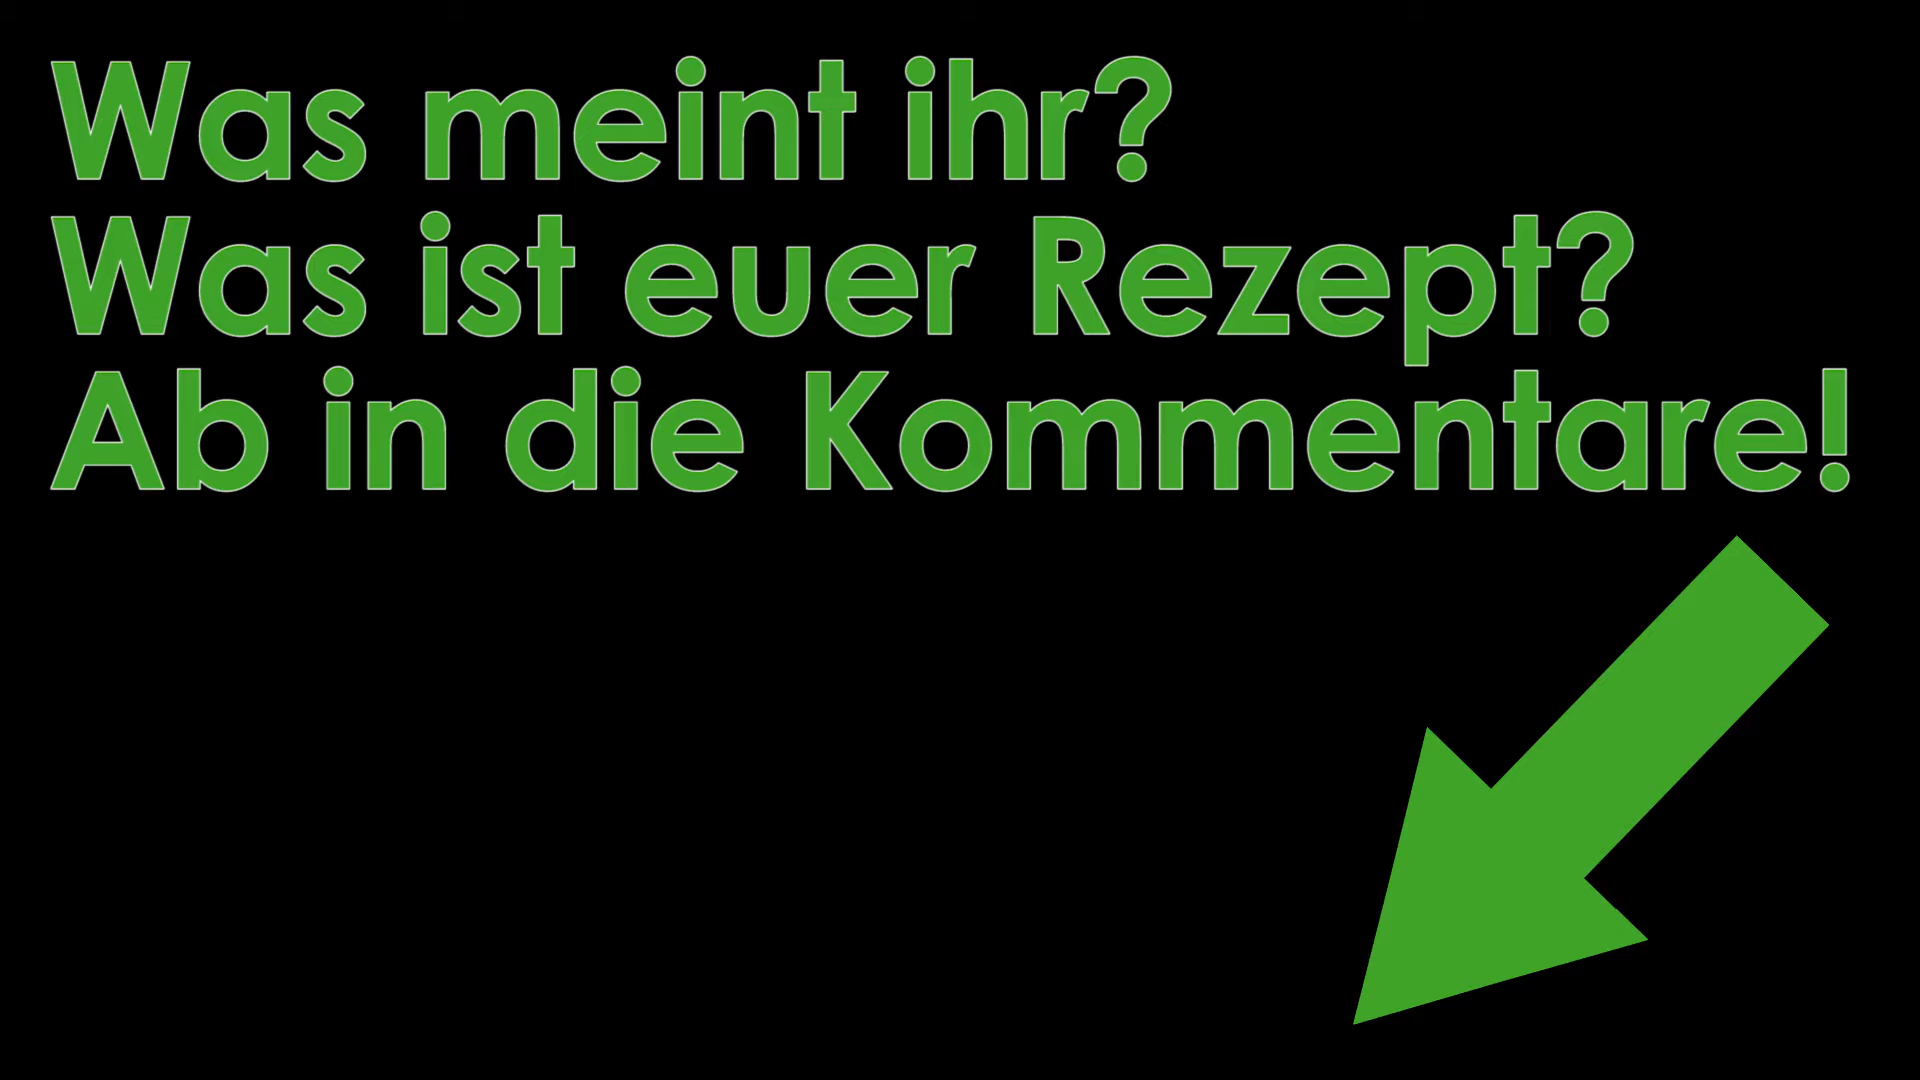 Was meint ihr?
Was ist euer Rezept?
Ab in die Kommentare!